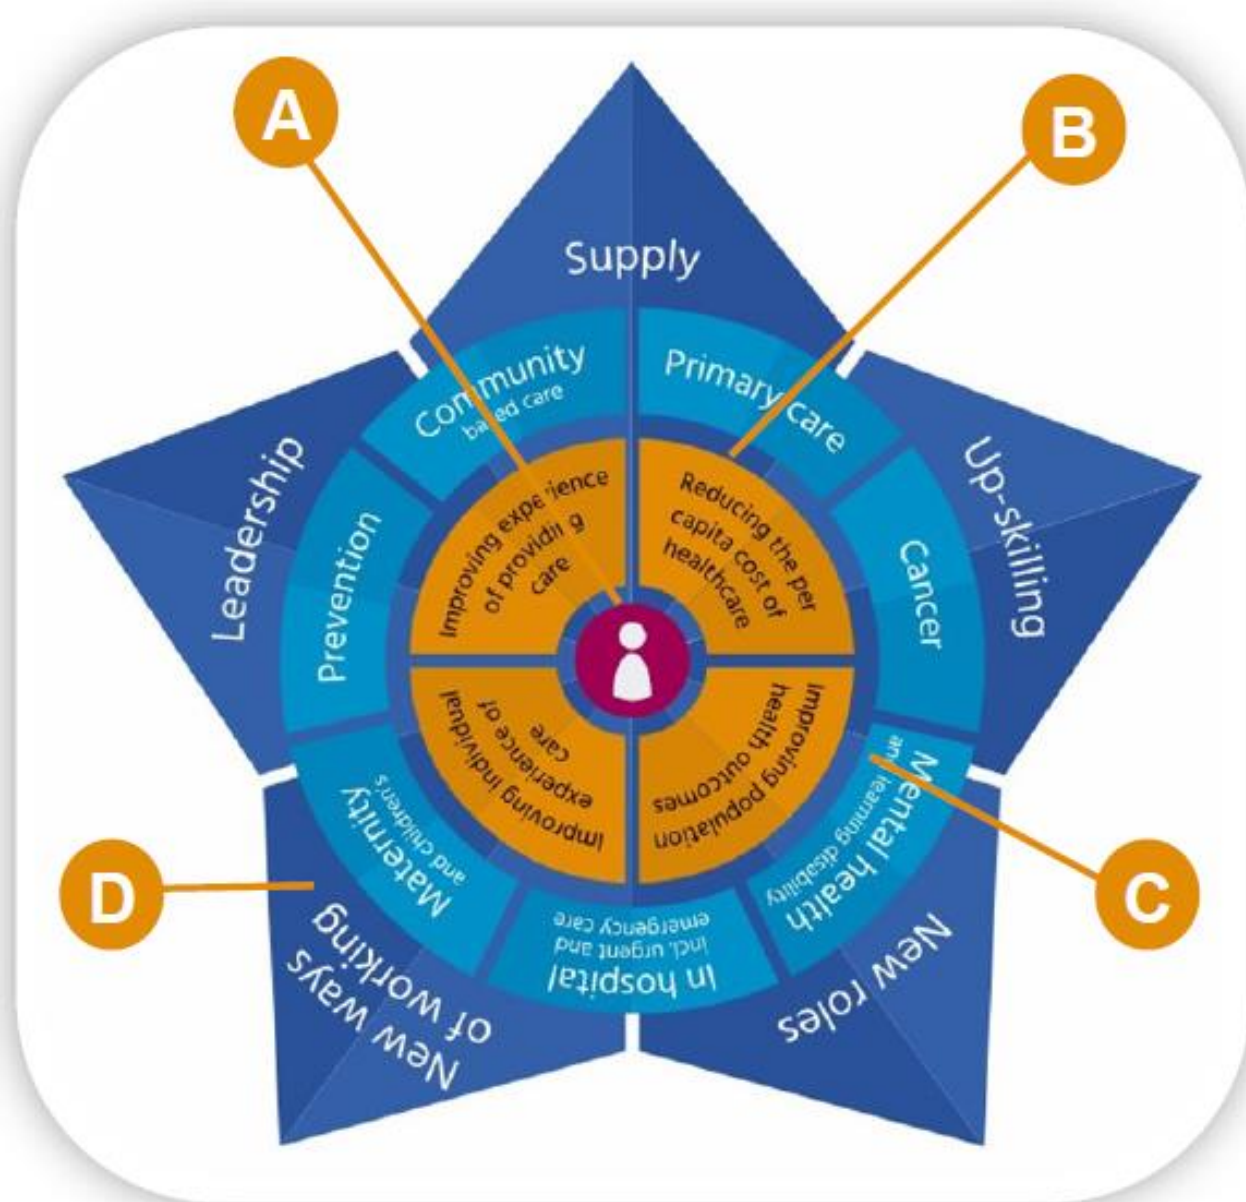 A
B
Supply
Community
based care
Primary care
Leadership
Up-skilling
Prevention
Cancer
Improving experience
of providing
care
Reducing the per
capita cost of
healthcare
Improving individual
experience of
care
Improving population
health outcomes
Maternity
and children's
Mental health
and learning disability
In hospital
incl. urgent and
emergency care
D
C
New ways
of working
New roles